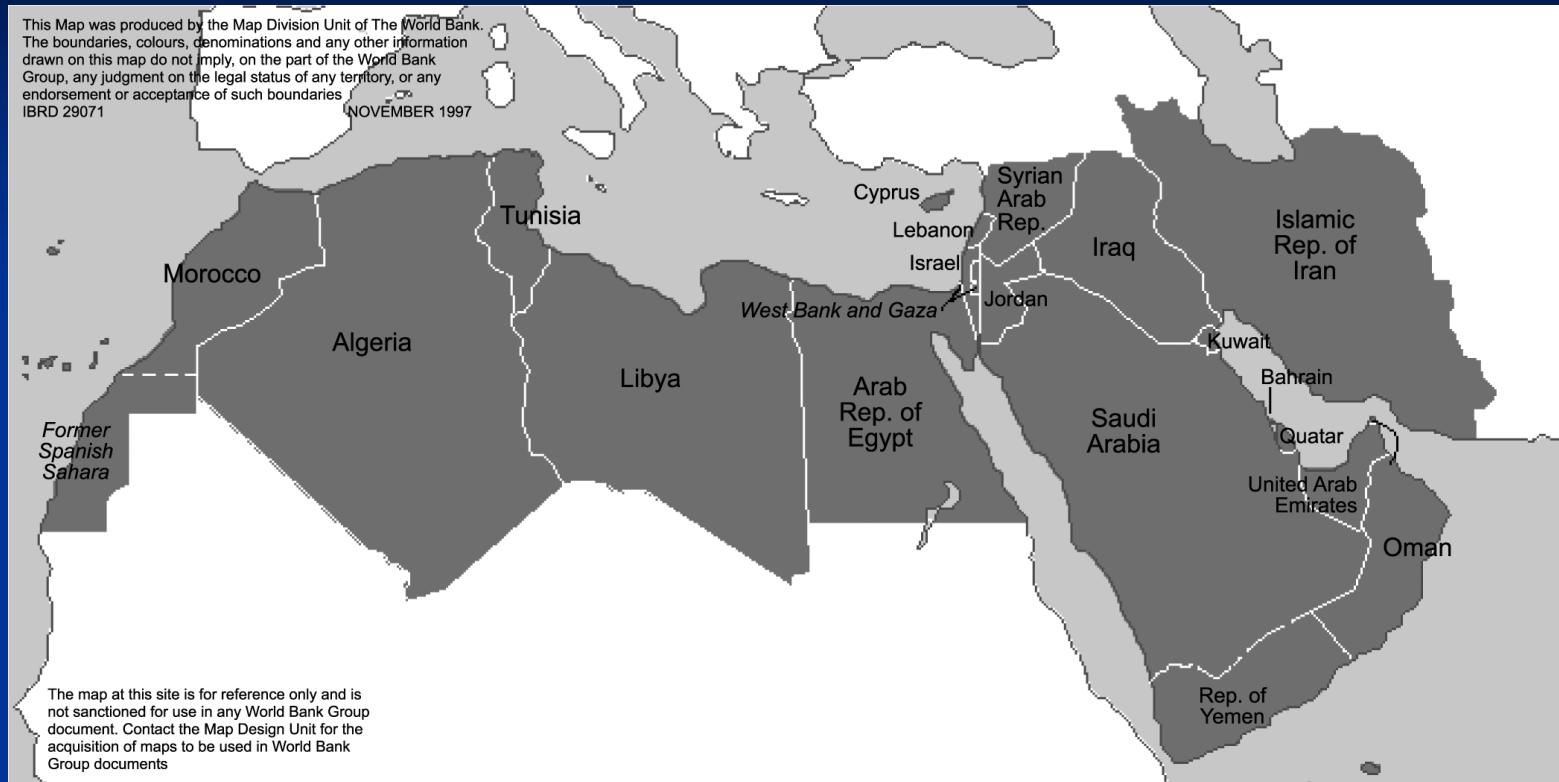 This Map was produced by the Map Division Unit of The World Bank.
The boundaries, colours, denominations and any other information
drawn on this map do not imply, on the part of the World Bank
Group, any judgment on the legal status of any territory, or any
endorsement or acceptance of such boundaries
IBRD 29071 NOVEMBER 1997
Morocco
Algeria
Tunisia
Libya
Former
Spanish
Sahara
Arab
Rep. of
Egypt
Cyprus
Lebanon
Israel
West Bank and Gaza
Syrian
Arab
Rep.
Jordan
Iraq
Islamic
Rep. of
Iran
Kuwait
Bahrain
Quatar
Saudi
Arabia
United Arab
Emirates
Oman
Rep. of
Yemen
The map at this site is for reference only and is
not sanctioned for use in any World Bank Group
document. Contact the Map Design Unit for the
acquisition of maps to be used in World Bank
Group documents